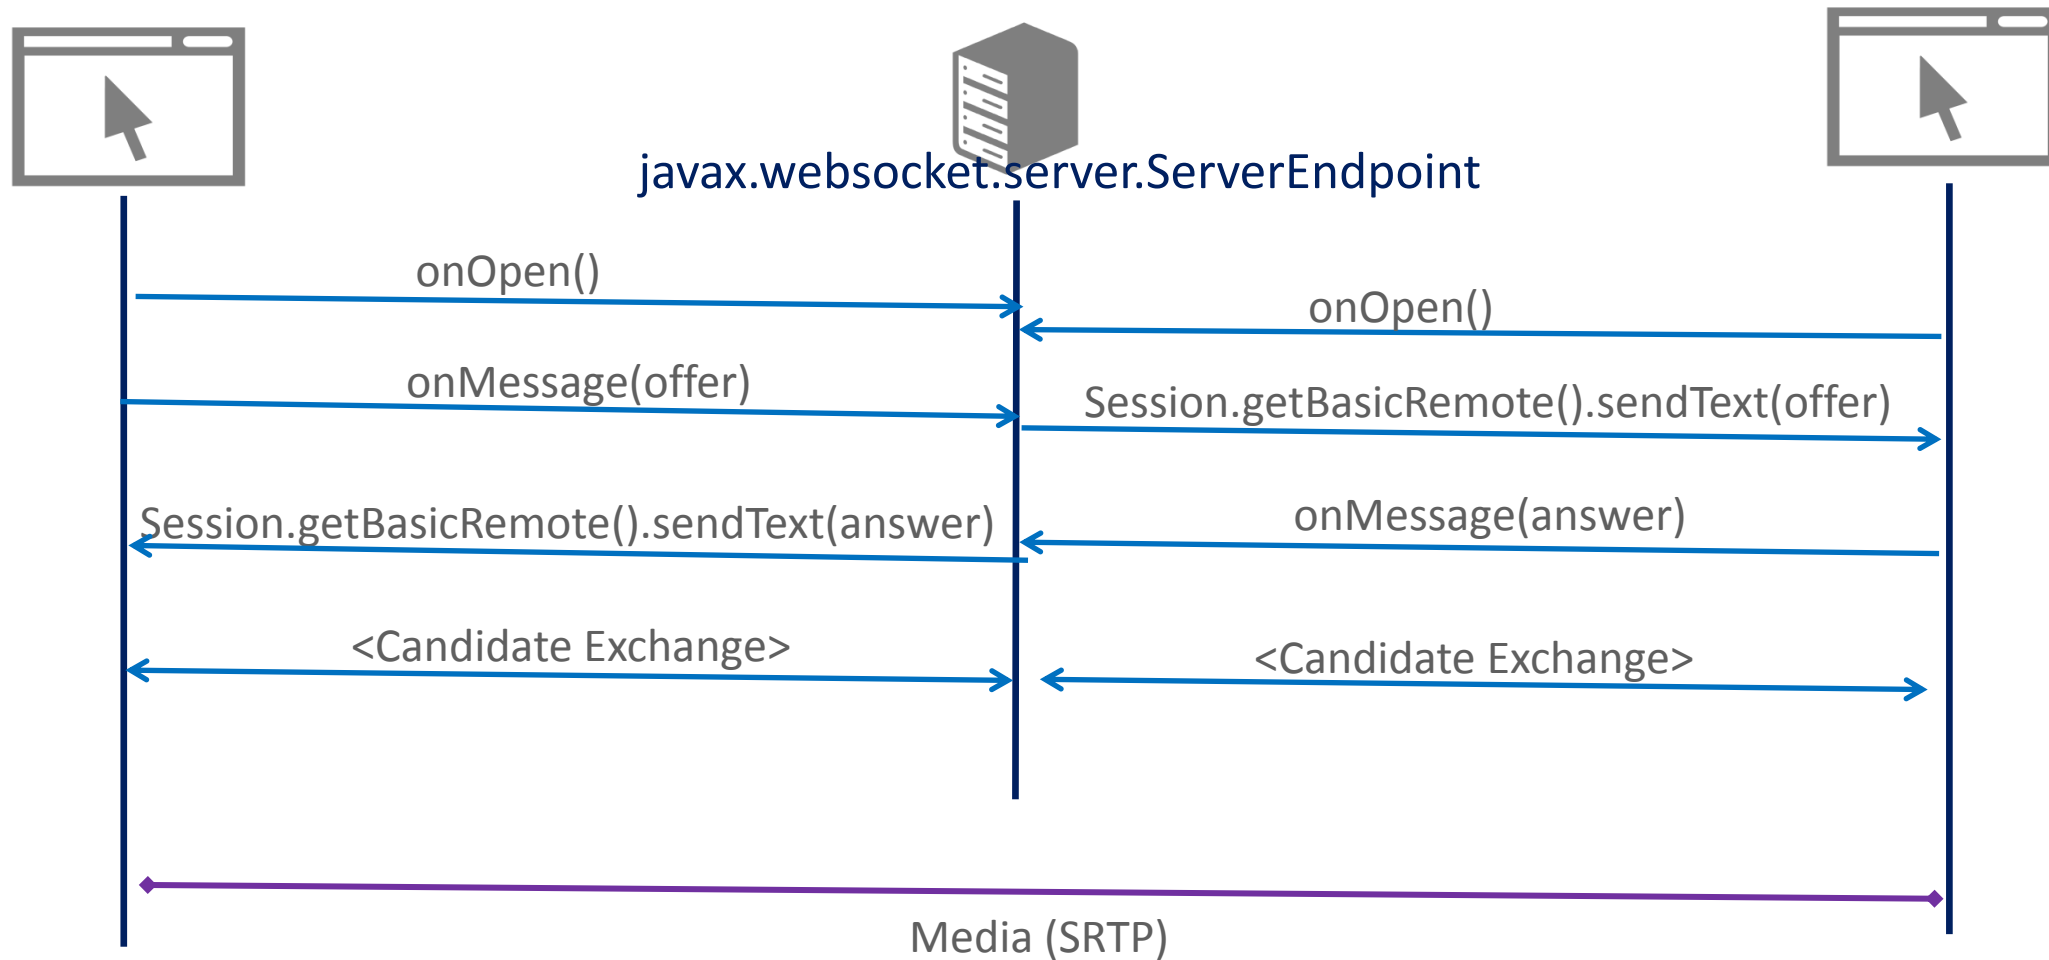 javax.websocket.server.ServerEndpoint
onOpen()
onOpen()
onMessage(offer)
Session.getBasicRemote().sendText(offer)
Session.getBasicRemote().sendText(answer)
onMessage(answer)
<Candidate Exchange>
<Candidate Exchange>
Media (SRTP)